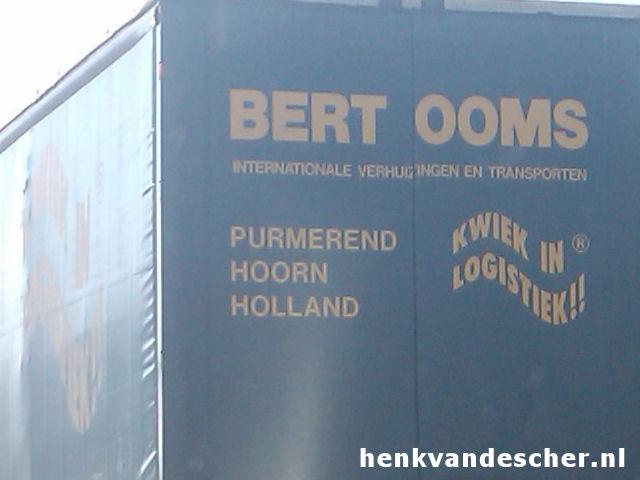 BERT OOMS
INTERNATIONALE VERHUIZINGEN EN TRANSPORTEN
PURMEREND
HOORN
HOLLAND
KWIEK IN ®
LOGISTIEK!!
henkvandescher.nl